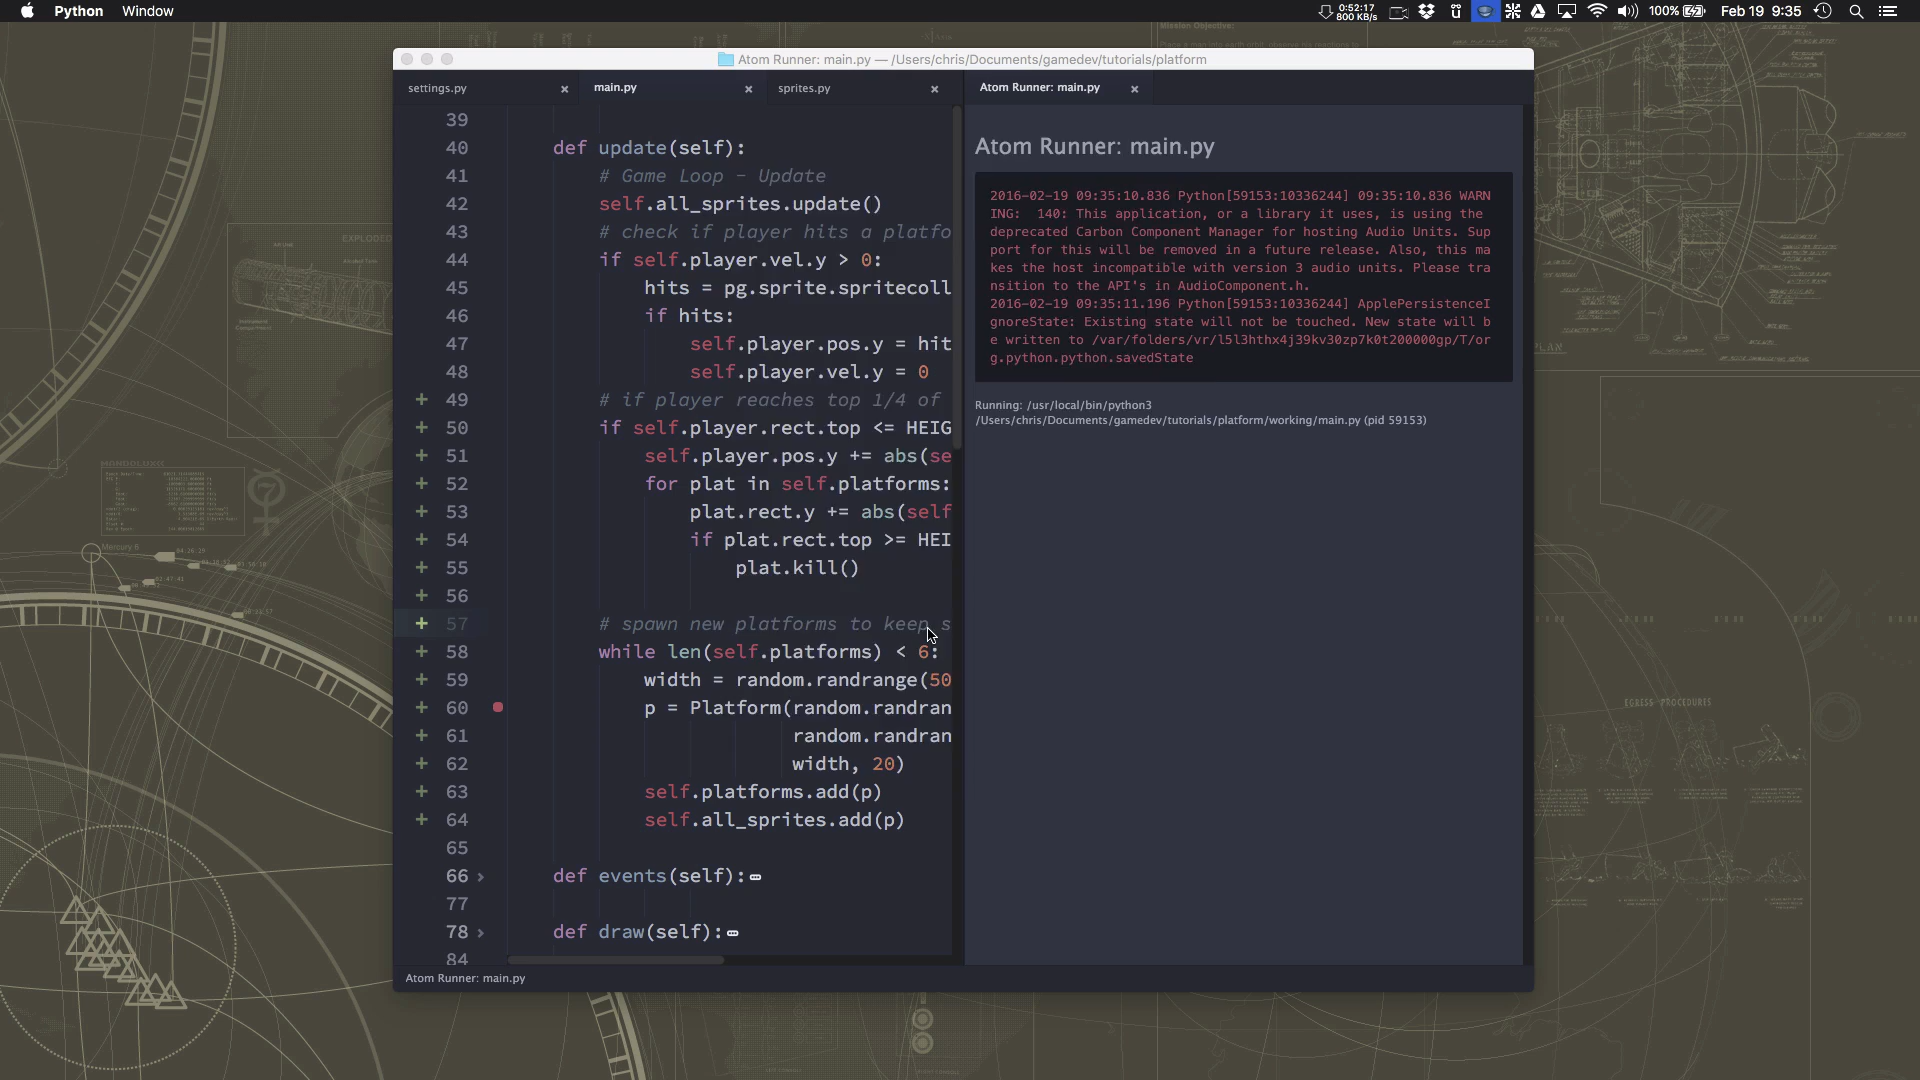 Python Window
0:52:17
800 KB/s
100%
Feb 19 9:35
Mission Objective:
Atom Runner: main.py — /Users/chris/Documents/gamedev/tutorials/platform
settings.py
main.py
sprites.py
Atom Runner: main.py
39
40 def update(self):
41 # Game Loop - Update
42 self.all_sprites.update()
43 # check if player hits a platfo
44 if self.player.vel.y > 0:
45 hits = pg.sprite.spritecoll
46 if hits:
47 self.player.pos.y = hit
48 self.player.vel.y = 0
+ 49 # if player reaches top 1/4 of
+ 50 if self.player.rect.top <= HEIG
+ 51 self.player.pos.y += abs(se
+ 52 for plat in self.platforms:
+ 53 plat.rect.y += abs(self
+ 54 if plat.rect.top >= HEI
+ 55 plat.kill()
+ 56
+ 57 # spawn new platforms to keep s
+ 58 while len(self.platforms) < 6:
+ 59 width = random.randrange(50
+ 60 p = Platform(random.randran
+ 61 random.randran
+ 62 width, 20)
+ 63 self.platforms.add(p)
+ 64 self.all_sprites.add(p)
65
66 def events(self):
77
78 def draw(self):
84
Atom Runner: main.py
2016-02-19 09:35:10.836 Python[59153:10336244] 09:35:10.836 WARN
ING:  140: This application, or a library it uses, is using the
deprecated Carbon Component Manager for hosting Audio Units. Sup
port for this will be removed in a future release. Also, this ma
kes the host incompatible with version 3 audio units. Please tra
nsition to the API's in AudioComponent.h.
2016-02-19 09:35:11.196 Python[59153:10336244] ApplePersistenceI
gnoreState: Existing state will not be touched. New state will b
e written to /var/folders/vr/l5l3hthx4j39kv30zp7k0t200000gp/T/or
g.python.python.savedState
Running: /usr/local/bin/python3
/Users/chris/Documents/gamedev/tutorials/platform/working/main.py (pid 59153)
Atom Runner: main.py
EXPLODED
Mercury 6
04.16.29
02.47.41
PLAN
EGRESS PROCEDURES